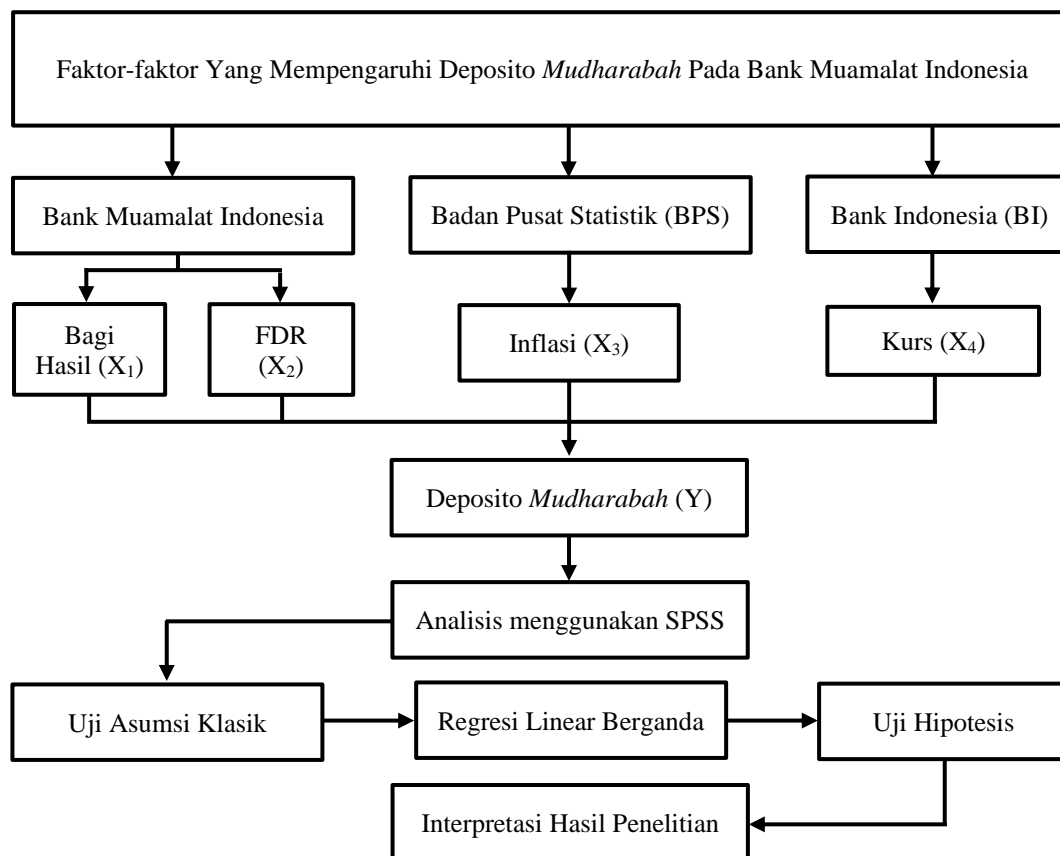 Faktor-faktor Yang Mempengaruhi Deposito Mudharabah Pada Bank Muamalat Indonesia
Bank Muamalat Indonesia
Badan Pusat Statistik (BPS)
Bank Indonesia (BI)
Bagi
Hasil (X₁)
FDR
(X₂)
Inflasi (X₃)
Kurs (X₄)
Deposito Mudharabah (Y)
Analisis menggunakan SPSS
Uji Asumsi Klasik
Regresi Linear Berganda
Uji Hipotesis
Interpretasi Hasil Penelitian